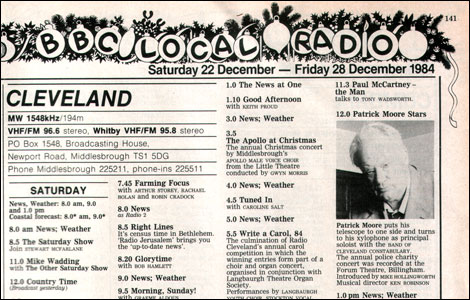 141
BBC LOCAL RADIO
Saturday 22 December — Friday 28 December 1984
CLEVELAND
MW 1548kHz/194m
VHF/FM 96.6 stereo, Whitby VHF/FM 95.8 stereo
PO Box 1548, Broadcasting House,
Newport Road, Middlesbrough TS1 5DG
Phone Middlesbrough 225211, phone-ins 225511
SATURDAY
News, Weather: 8.0 am, 9.0
and 1.0 pm
Coastal forecast: 8.0*am, 9.0*
8.0 am News; Weather
8.5 The Saturday Show
Join STEWART MCFARLANE
11.0 Mike Wadding
with The Other Saturday Show
12.0 Country Time
(Broadcast yesterday)
7.45 Farming Focus
with ARTHUR STOREY, RACHAEL
BOLAN and ROBIN CRADOCK
8.0 News
as Radio 2
8.5 Right Lines
It's census time in Bethlehem.
'Radio Jerusalem' brings you
the 'up-to-date news'.
8.20 Glorytime
with BOB HAMLETT
9.0 News; Weather
9.5 Morning, Sunday!
with GRAEME ALDOUS
1.0 The News at One
1.10 Good Afternoon
with KEITH PROUD
3.0 News; Weather
3.5
The Apollo at Christmas
The annual Christmas concert
by Middlesbrough's
APOLLO MALE VOICE CHOIR
from the Little Theatre
conducted by GWYN MORRIS
4.0 News; Weather
4.5 Tuned In
with CAROLINE SALT
5.0 News; Weather
5.5 Write a Carol, 84
The culmination of Radio
Cleveland's annual carol
competition in which the
winning entries form part of a
choir and organ concert,
organised in conjunction with
Langbaurgh Theatre Organ
Society.
Performances by LANGBAURGH
YOUTH CHOIR, STOCKTON VOCAL
11.3 Paul McCartney –
the Man
talks to TONY WADSWORTH.
12.0 Patrick Moore Stars
Patrick Moore puts his
telescope to one side and turns
to his xylophone as principal
soloist with the BAND OF
CLEVELAND CONSTABULARY.
The annual police charity
concert was recorded at the
Forum Theatre, Billingham.
Introduced by MIKE HOLLINGWORTH
Musical director KEN ROBINSON
1.0 pm News; Weather